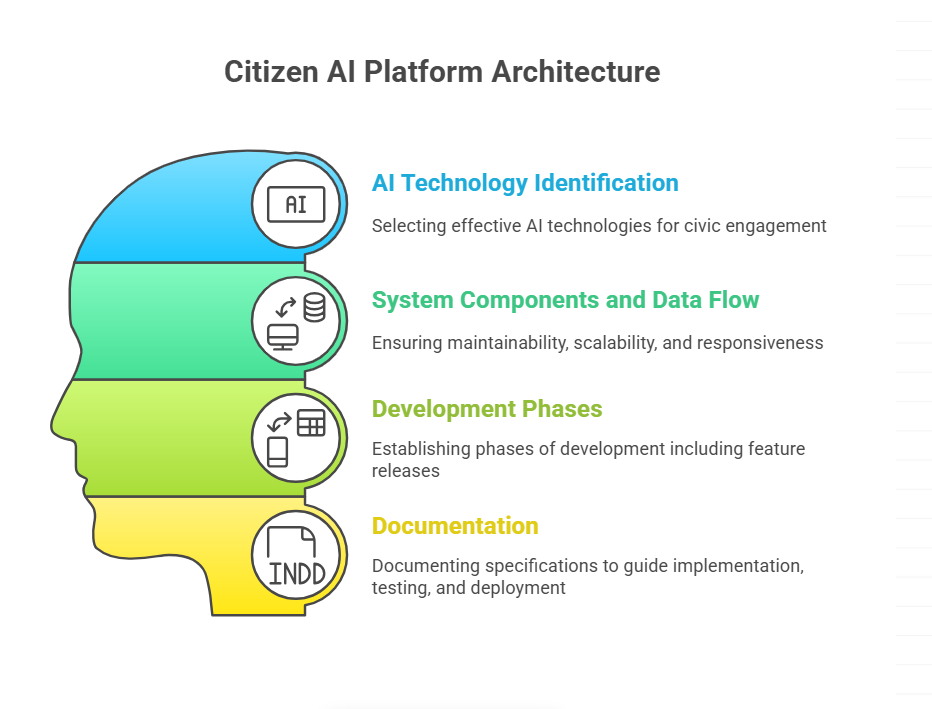 Citizen AI Platform Architecture
AI
AI Technology Identification
Selecting effective AI technologies for civic engagement
System Components and Data Flow
Ensuring maintainability, scalability, and responsiveness
Development Phases
Establishing phases of development including feature
releases
INDD
Documentation
Documenting specifications to guide implementation,
testing, and deployment